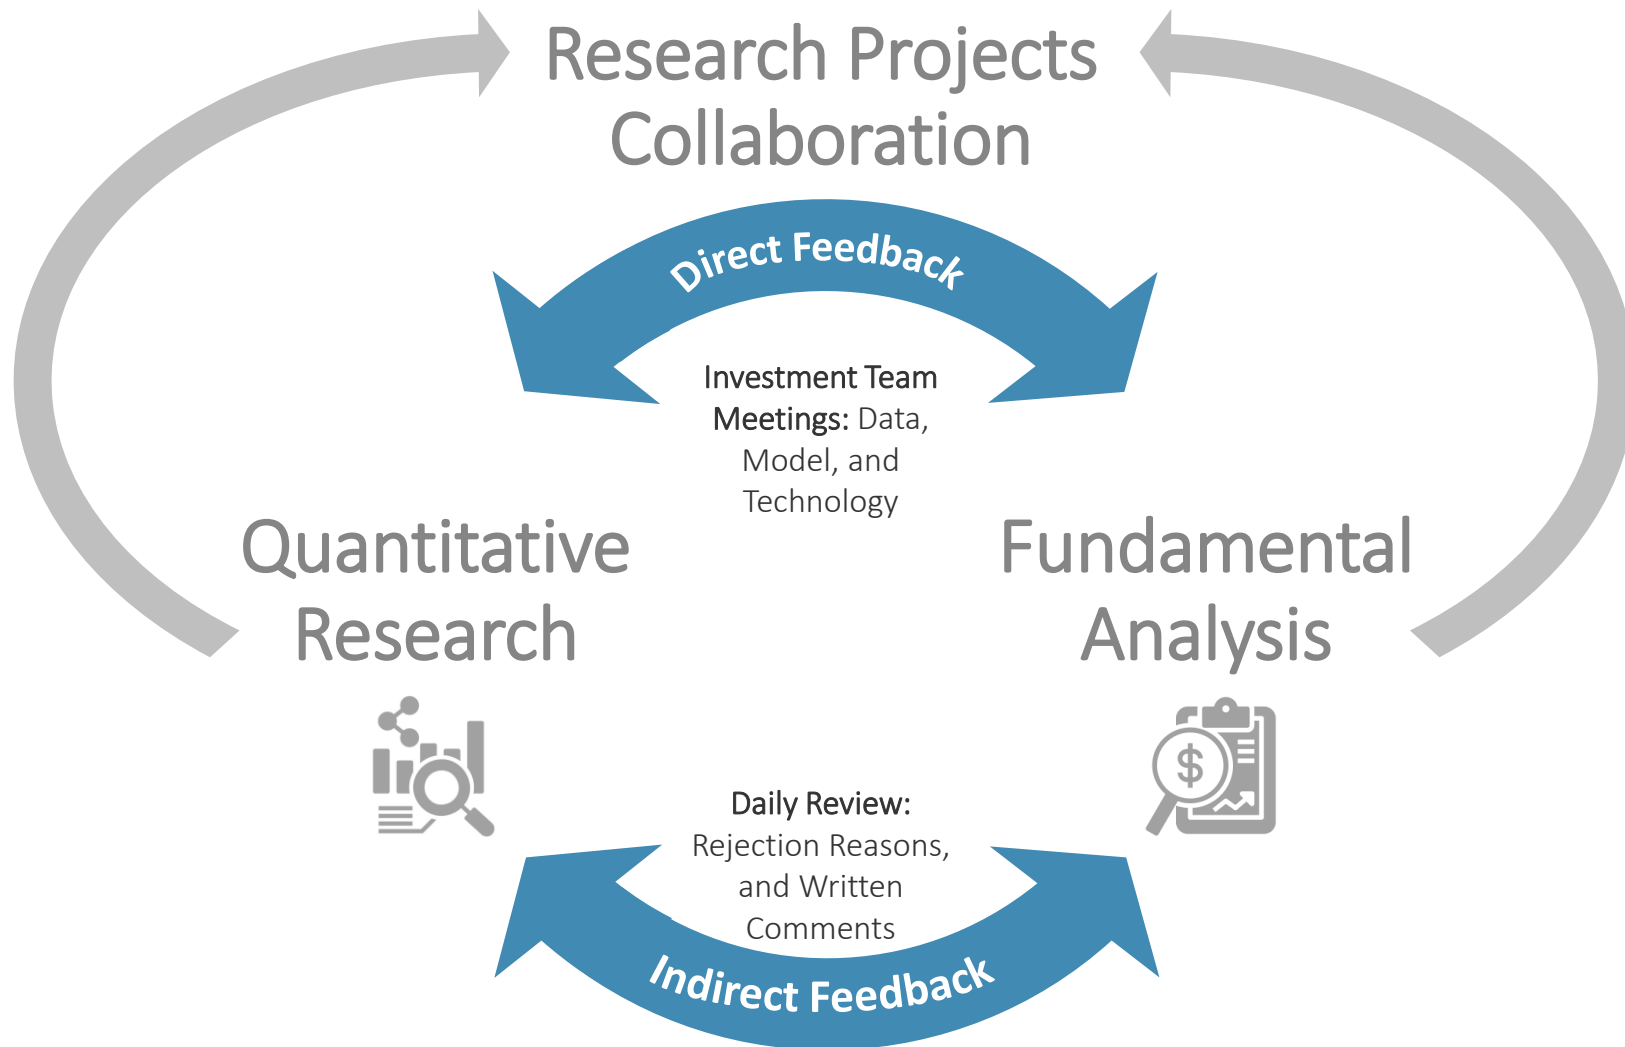 Research Projects
Collaboration
Direct Feedback
Investment Team
Meetings: Data,
Model, and
Technology
Quantitative
Research
Fundamental
Analysis
$
Daily Review:
Rejection Reasons,
and Written
Comments
Indirect Feedback